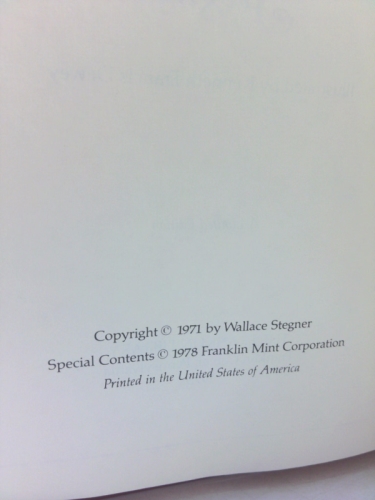 Copyright © 1971 by Wallace Stegner
Special Contents © 1978 Franklin Mint Corporation
Printed in the United States of America